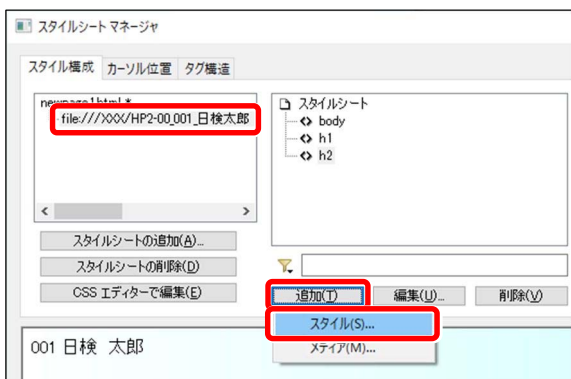 スタイルシート マネージャ
スタイル構成 カーソル位置 タグ構造
newpage1.html *
file:///XXX/HP2-00_001_日検太郎
スタイルシート
body
h1
h2
スタイルシートの追加(A)...
スタイルシートの削除(D)
CSS エディターで編集(E)
追加(T) 編集(U)... 削除(V)
スタイル(S)...
メディア(M)...
001 日検 太郎